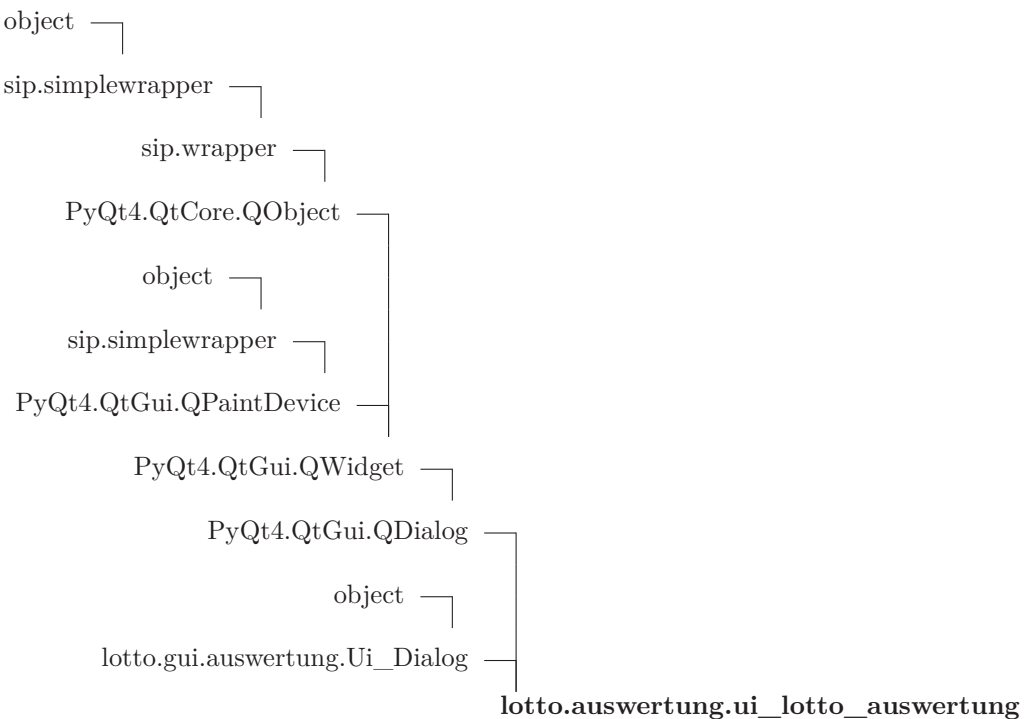 object
sip.simplewrapper
sip.wrapper
PyQt4.QtCore.QObject
object
sip.simplewrapper
PyQt4.QtGui.QPaintDevice
PyQt4.QtGui.QWidget
PyQt4.QtGui.QDialog
object
lotto.gui.auswertung.Ui_Dialog
lotto.auswertung.ui_lotto_auswertung